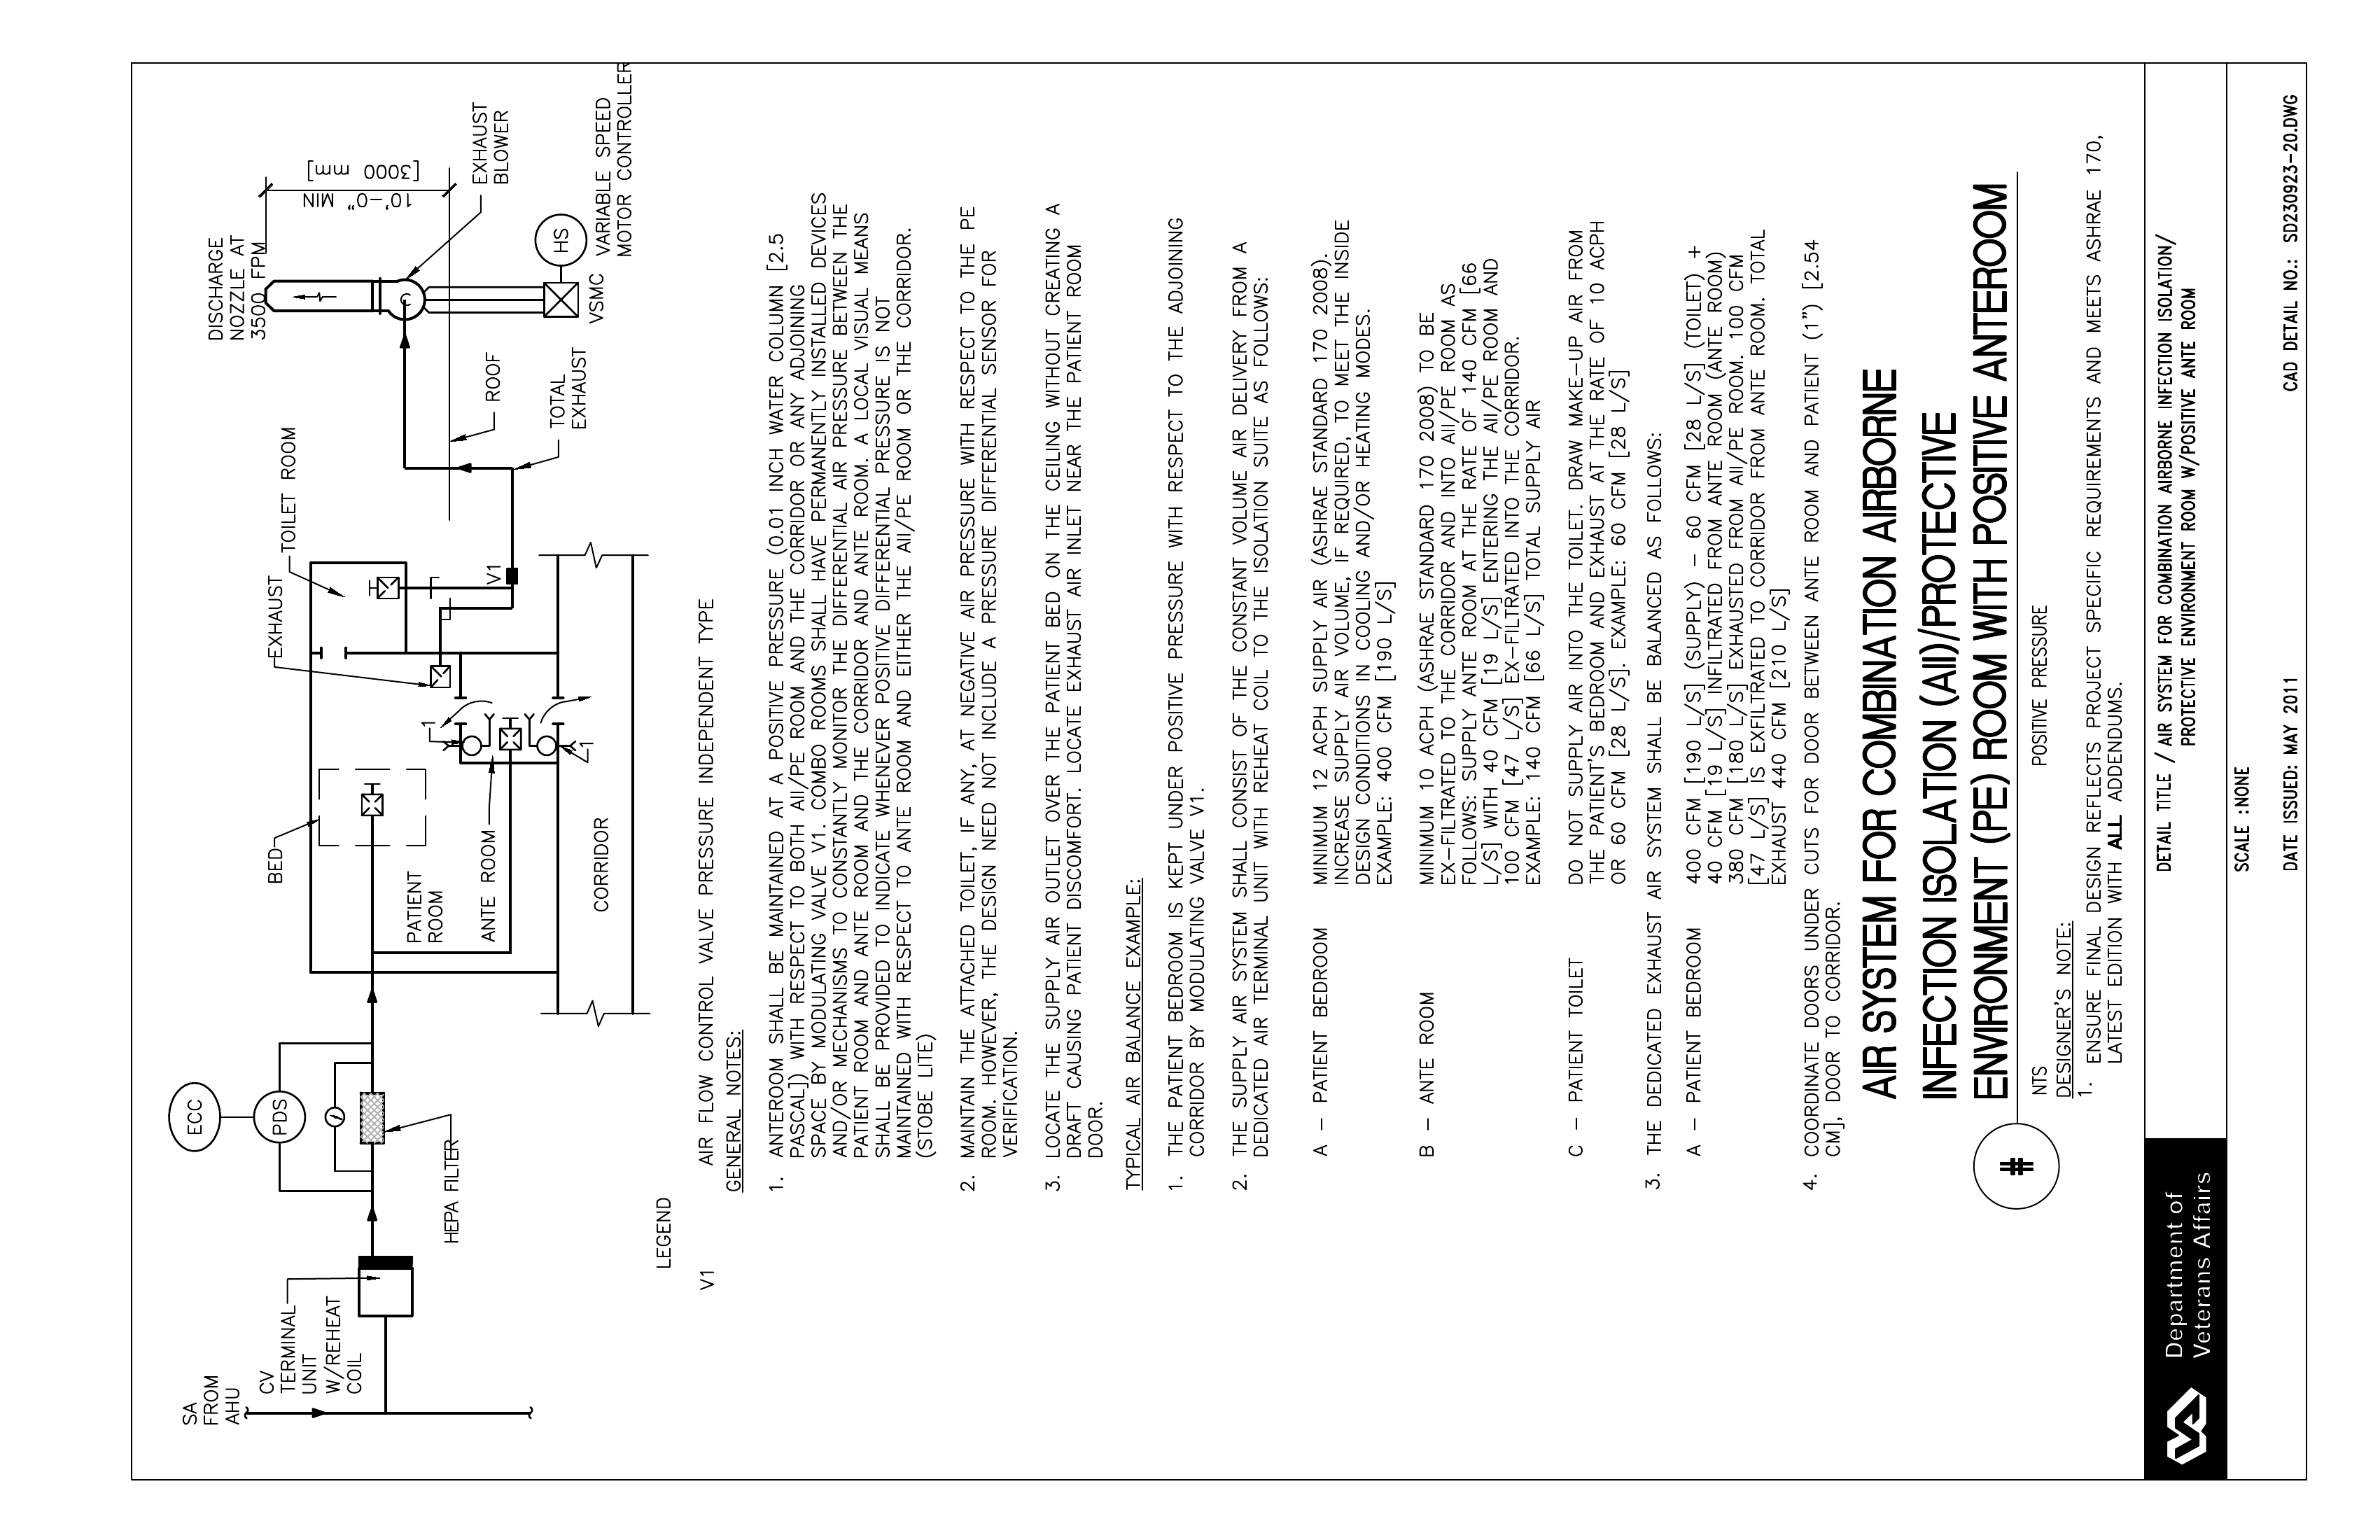 SA
FROM
AHU
CV
TERMINAL
UNIT
W/REHEAT
COIL
ECC
PDS
HEPA FILTER
BED
PATIENT
ROOM
ANTE ROOM
CORRIDOR
1
1
EXHAUST
TOILET ROOM
V1
TOTAL
EXHAUST
ROOF
DISCHARGE
NOZZLE AT
3500 FPM
10'-0" MIN
[3000 mm]
C
EXHAUST
BLOWER
HS
VSMC
VARIABLE SPEED
MOTOR CONTROLLER
LEGEND
V1 AIR FLOW CONTROL VALVE PRESSURE INDEPENDENT TYPE
GENERAL NOTES:
1. ANTEROOM SHALL BE MAINTAINED AT A POSITIVE PRESSURE (0.01 INCH WATER COLUMN [2.5
PASCAL]) WITH RESPECT TO BOTH AII/PE ROOM AND THE CORRIDOR OR ANY ADJOINING
SPACE BY MODULATING VALVE V1. COMBO ROOMS SHALL HAVE PERMANENTLY INSTALLED DEVICES
AND/OR MECHANISMS TO CONSTANTLY MONITOR THE DIFFERENTIAL AIR PRESSURE BETWEEN THE
PATIENT ROOM AND ANTE ROOM AND THE CORRIDOR AND ANTE ROOM. A LOCAL VISUAL MEANS
SHALL BE PROVIDED TO INDICATE WHENEVER POSITIVE DIFFERENTIAL PRESSURE IS NOT
MAINTAINED WITH RESPECT TO ANTE ROOM AND EITHER THE AII/PE ROOM OR THE CORRIDOR.
(STOBE LITE)
2. MAINTAIN THE ATTACHED TOILET, IF ANY, AT NEGATIVE AIR PRESSURE WITH RESPECT TO THE PE
ROOM. HOWEVER, THE DESIGN NEED NOT INCLUDE A PRESSURE DIFFERENTIAL SENSOR FOR
VERIFICATION.
3. LOCATE THE SUPPLY AIR OUTLET OVER THE PATIENT BED ON THE CEILING WITHOUT CREATING A
DRAFT CAUSING PATIENT DISCOMFORT. LOCATE EXHAUST AIR INLET NEAR THE PATIENT ROOM
DOOR.
TYPICAL AIR BALANCE EXAMPLE:
1. THE PATIENT BEDROOM IS KEPT UNDER POSITIVE PRESSURE WITH RESPECT TO THE ADJOINING
CORRIDOR BY MODULATING VALVE V1.
2. THE SUPPLY AIR SYSTEM SHALL CONSIST OF THE CONSTANT VOLUME AIR DELIVERY FROM A
DEDICATED AIR TERMINAL UNIT WITH REHEAT COIL TO THE ISOLATION SUITE AS FOLLOWS:
A - PATIENT BEDROOM MINIMUM 12 ACPH SUPPLY AIR (ASHRAE STANDARD 170 2008).
INCREASE SUPPLY AIR VOLUME, IF REQUIRED, TO MEET THE INSIDE
DESIGN CONDITIONS IN COOLING AND/OR HEATING MODES.
EXAMPLE: 400 CFM [190 L/S]
B - ANTE ROOM MINIMUM 10 ACPH (ASHRAE STANDARD 170 2008) TO BE
EX-FILTRATED TO THE CORRIDOR AND INTO AII/PE ROOM AS
FOLLOWS: SUPPLY ANTE ROOM AT THE RATE OF 140 CFM [66
L/S] WITH 40 CFM [19 L/S] ENTERING THE AII/PE ROOM AND
100 CFM [47 L/S] EX-FILTRATED INTO THE CORRIDOR.
EXAMPLE: 140 CFM [66 L/S] TOTAL SUPPLY AIR
C - PATIENT TOILET DO NOT SUPPLY AIR INTO THE TOILET. DRAW MAKE-UP AIR FROM
THE PATIENT'S BEDROOM AND EXHAUST AT THE RATE OF 10 ACPH
OR 60 CFM [28 L/S]. EXAMPLE: 60 CFM [28 L/S]
3. THE DEDICATED EXHAUST AIR SYSTEM SHALL BE BALANCED AS FOLLOWS:
A - PATIENT BEDROOM 400 CFM [190 L/S] (SUPPLY) - 60 CFM [28 L/S] (TOILET) +
40 CFM [19 L/S] INFILTRATED FROM ANTE ROOM (ANTE ROOM)
380 CFM [180 L/S] EXHAUSTED FROM AII/PE ROOM. 100 CFM
[47 L/S] IS EXFILTRATED TO CORRIDOR FROM ANTE ROOM. TOTAL
EXHAUST 440 CFM [210 L/S]
4. COORDINATE DOORS UNDER CUTS FOR DOOR BETWEEN ANTE ROOM AND PATIENT (1") [2.54
CM], DOOR TO CORRIDOR.
AIR SYSTEM FOR COMBINATION AIRBORNE
INFECTION ISOLATION (AII)/PROTECTIVE
ENVIRONMENT (PE) ROOM WITH POSITIVE ANTEROOM
#
NTS POSITIVE PRESSURE
DESIGNER'S NOTE:
1. ENSURE FINAL DESIGN REFLECTS PROJECT SPECIFIC REQUIREMENTS AND MEETS ASHRAE 170,
LATEST EDITION WITH ALL ADDENDUMS.
Department of
Veterans Affairs
DETAIL TITLE / AIR SYSTEM FOR COMBINATION AIRBORNE INFECTION ISOLATION/
PROTECTIVE ENVIRONMENT ROOM W/POSITIVE ANTE ROOM
SCALE :NONE
DATE ISSUED: MAY 2011 CAD DETAIL NO.: SD230923-20.DWG